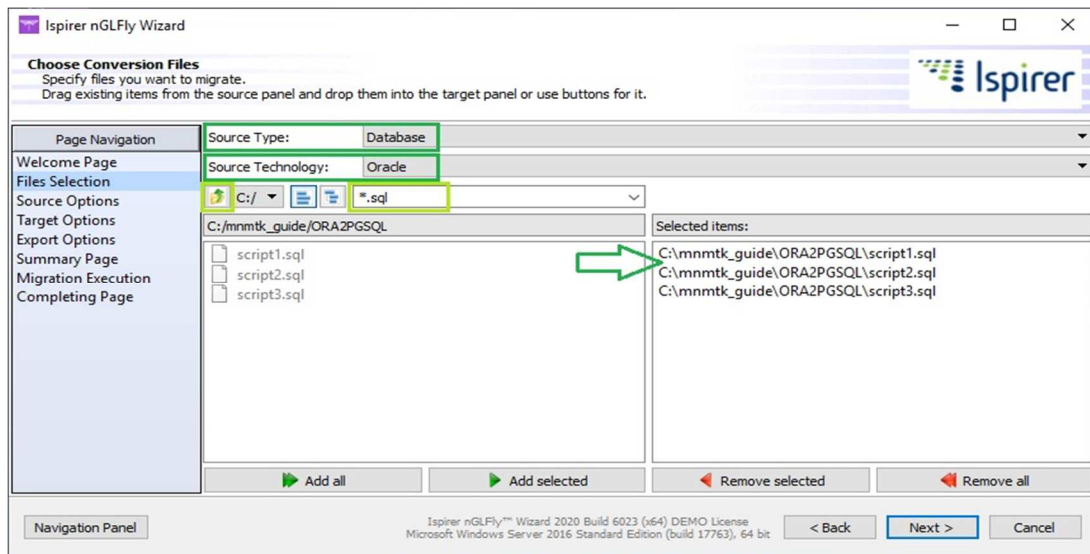 Ispirer nGLFly Wizard
Choose Conversion Files
Specify files you want to migrate.
Drag existing items from the source panel and drop them into the target panel or use buttons for it.
Ispirer
Page Navigation
Welcome Page
Files Selection
Source Options
Target Options
Export Options
Summary Page
Migration Execution
Completing Page
Source Type: Database
Source Technology: Oracle
C:/ *.sql
C:/mnmtk_guide/ORA2PGSQL
script1.sql
script2.sql
script3.sql
Selected items:
C:\mnmtk_guide\ORA2PGSQL\script1.sql
C:\mnmtk_guide\ORA2PGSQL\script2.sql
C:\mnmtk_guide\ORA2PGSQL\script3.sql
Add all Add selected Remove selected Remove all
Navigation Panel
Ispirer nGLFly™ Wizard 2020 Build 6023 (x64) DEMO License
Microsoft Windows Server 2016 Standard Edition (build 17763), 64 bit
< Back Next > Cancel